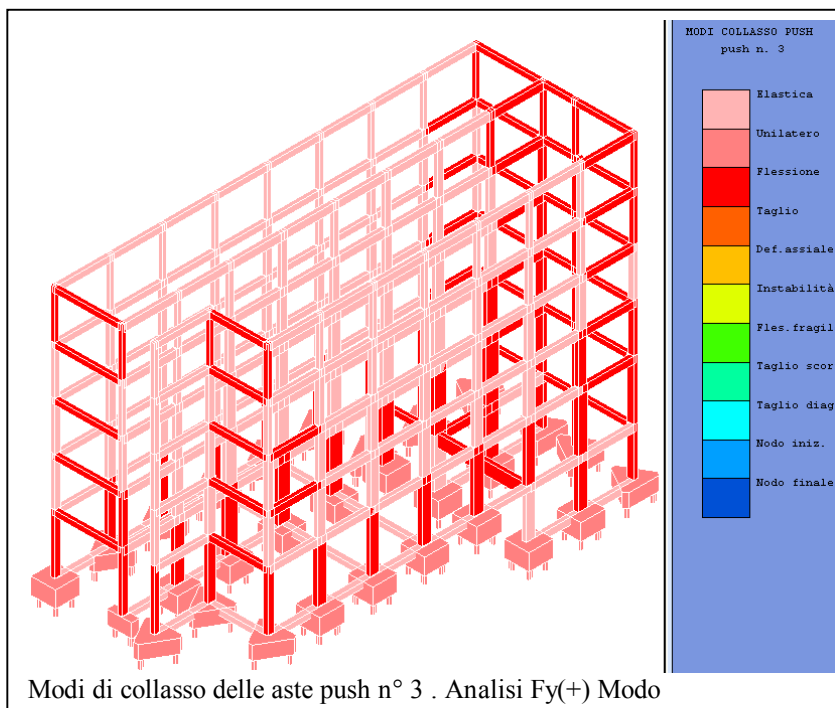 MODI COLLASSO PUSH
push n. 3
Elastica
Unilatero
Flessione
Taglio
Def.assiale
Instabilità
Fles.fragil
Taglio scor
Taglio diag
Nodo iniz.
Nodo finale
Modi di collasso delle aste push n° 3 . Analisi Fy(+) Modo